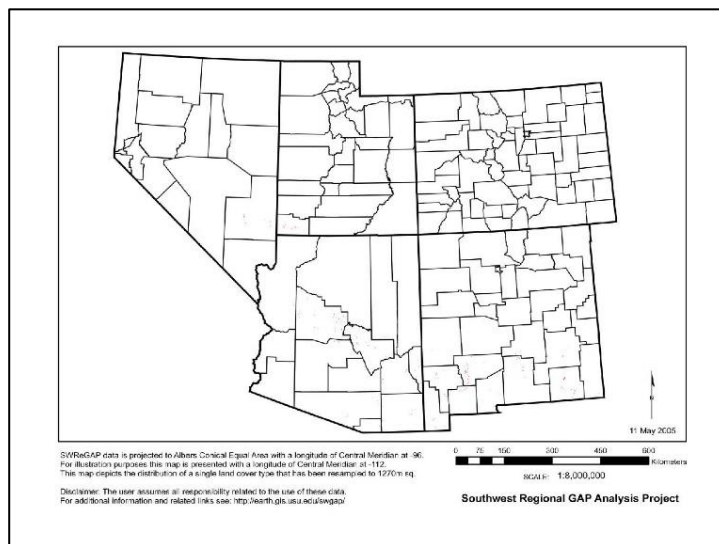 11 May 2005
SWReGAP data is projected to Albers Conical Equal Area with a longitude of Central Meridian at -96.
For illustration purposes this map is presented with a longitude of Central Meridian at -112.
This map depicts the distribution of a single land cover type that has been resampled to 1270m sq.
Disclaimer: The user assumes all responsibility related to the use of these data.
For additional information and related links see: http://earth.gis.usu.edu/swgap/
0 75 150 300 450 600
Kilometers
SCALE: 1:8,000,000
Southwest Regional GAP Analysis Project